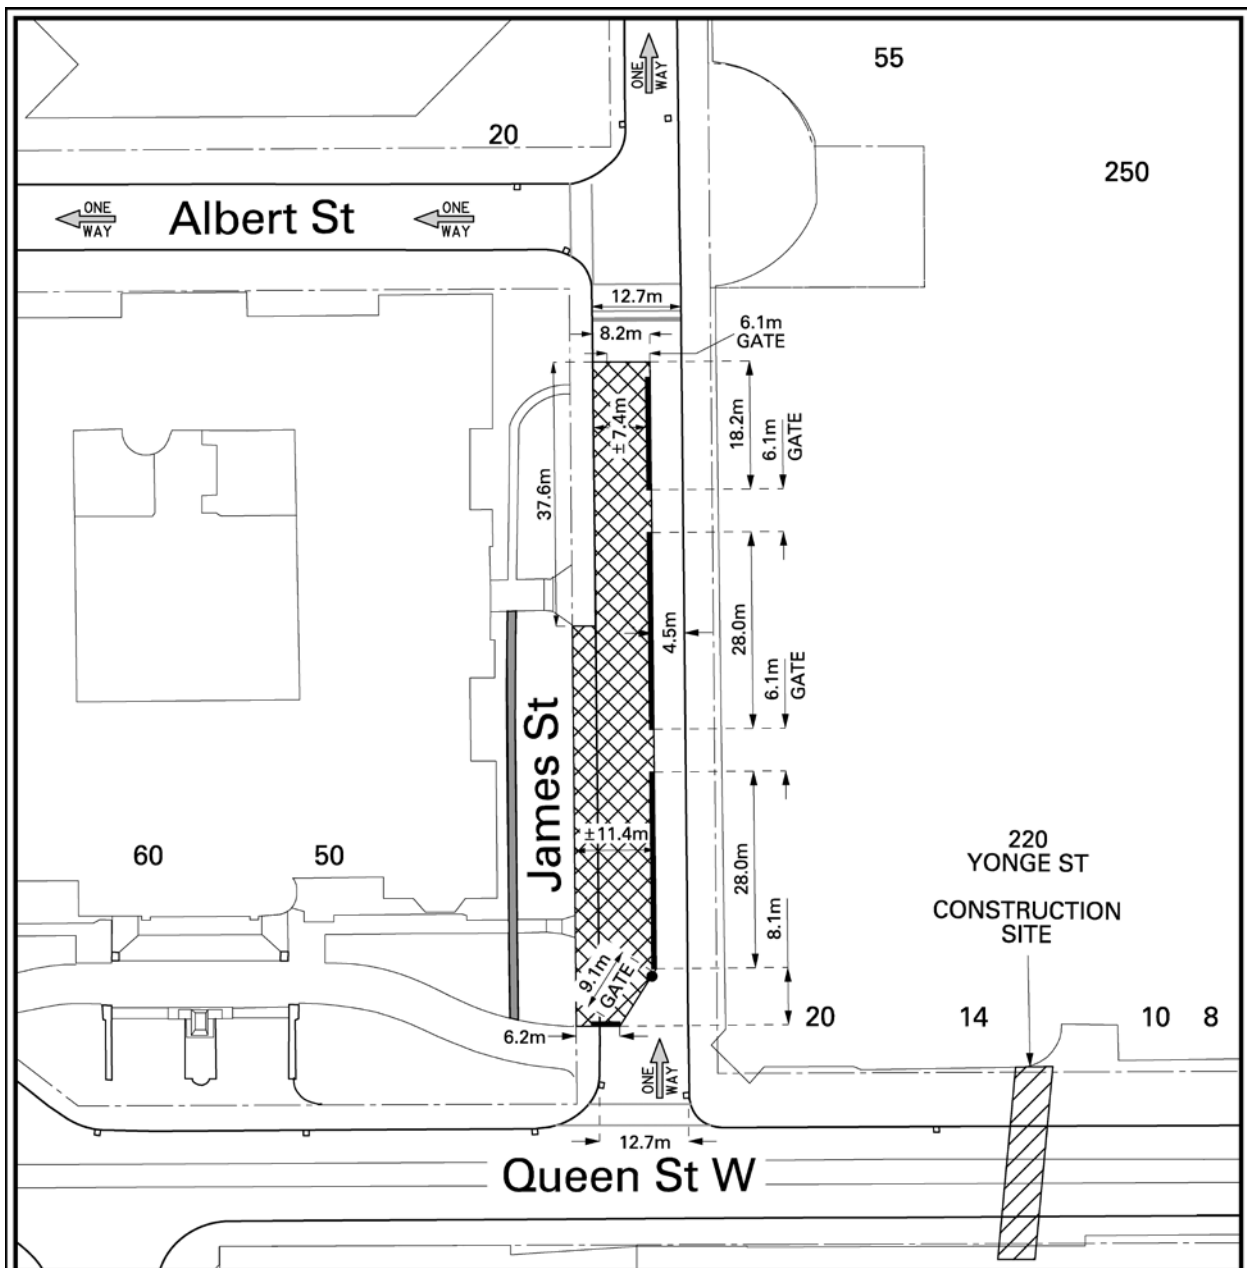 55
ONE
WAY
20
250
ONE
WAY
Albert St
ONE
WAY
12.7m
8.2m
6.1m
GATE
±7.4m
18.2m
6.1m
GATE
37.6m
4.5m
28.0m
6.1m
GATE
James St
±11.4m
28.0m
8.1m
60
50
220
YONGE ST
CONSTRUCTION
SITE
9.1m
GATE
20
14
10
8
6.2m
ONE
WAY
12.7m
Queen St W